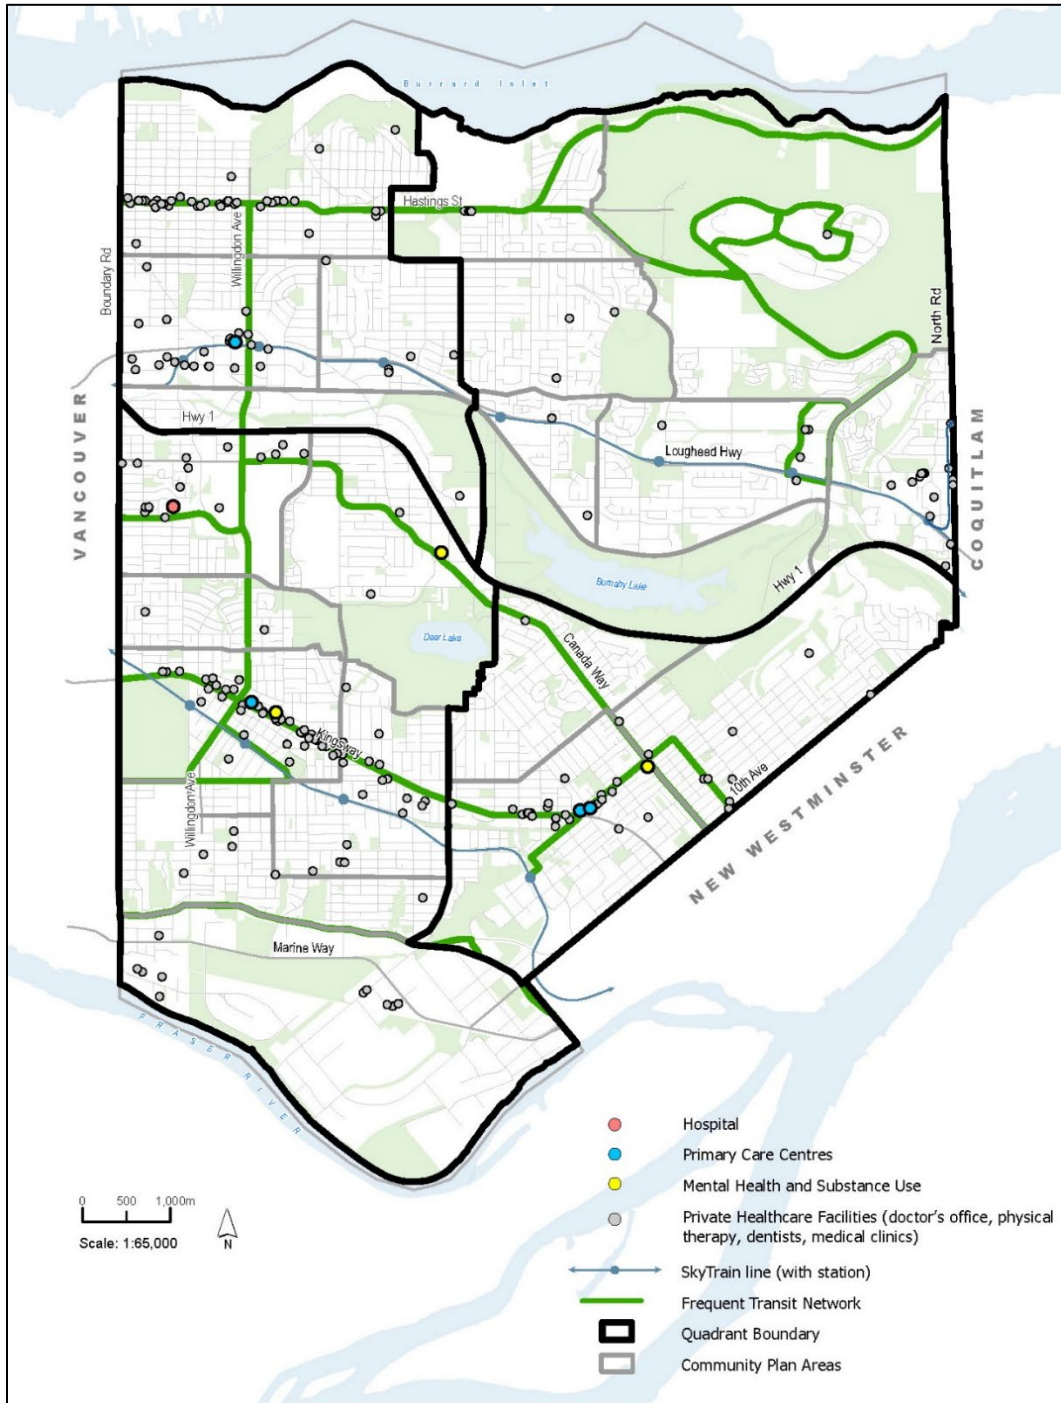 Burrard Inlet
Hastings St
Willingdon Ave
Boundary Rd
North Rd
Hwy 1
VANCOUVER
Lougheed Hwy
COQUITLAM
Burnaby Lake
Hwy 1
Deer Lake
Canada Way
Kingsway
Willingdon Ave
10th Ave
NEW WESTMINSTER
Marine Way
FRASER RIVER
Hospital
Primary Care Centres
Mental Health and Substance Use
Private Healthcare Facilities (doctor's office, physical
therapy, dentists, medical clinics)
SkyTrain line (with station)
Frequent Transit Network
Quadrant Boundary
Community Plan Areas
0 500 1,000m
Scale: 1:65,000
N